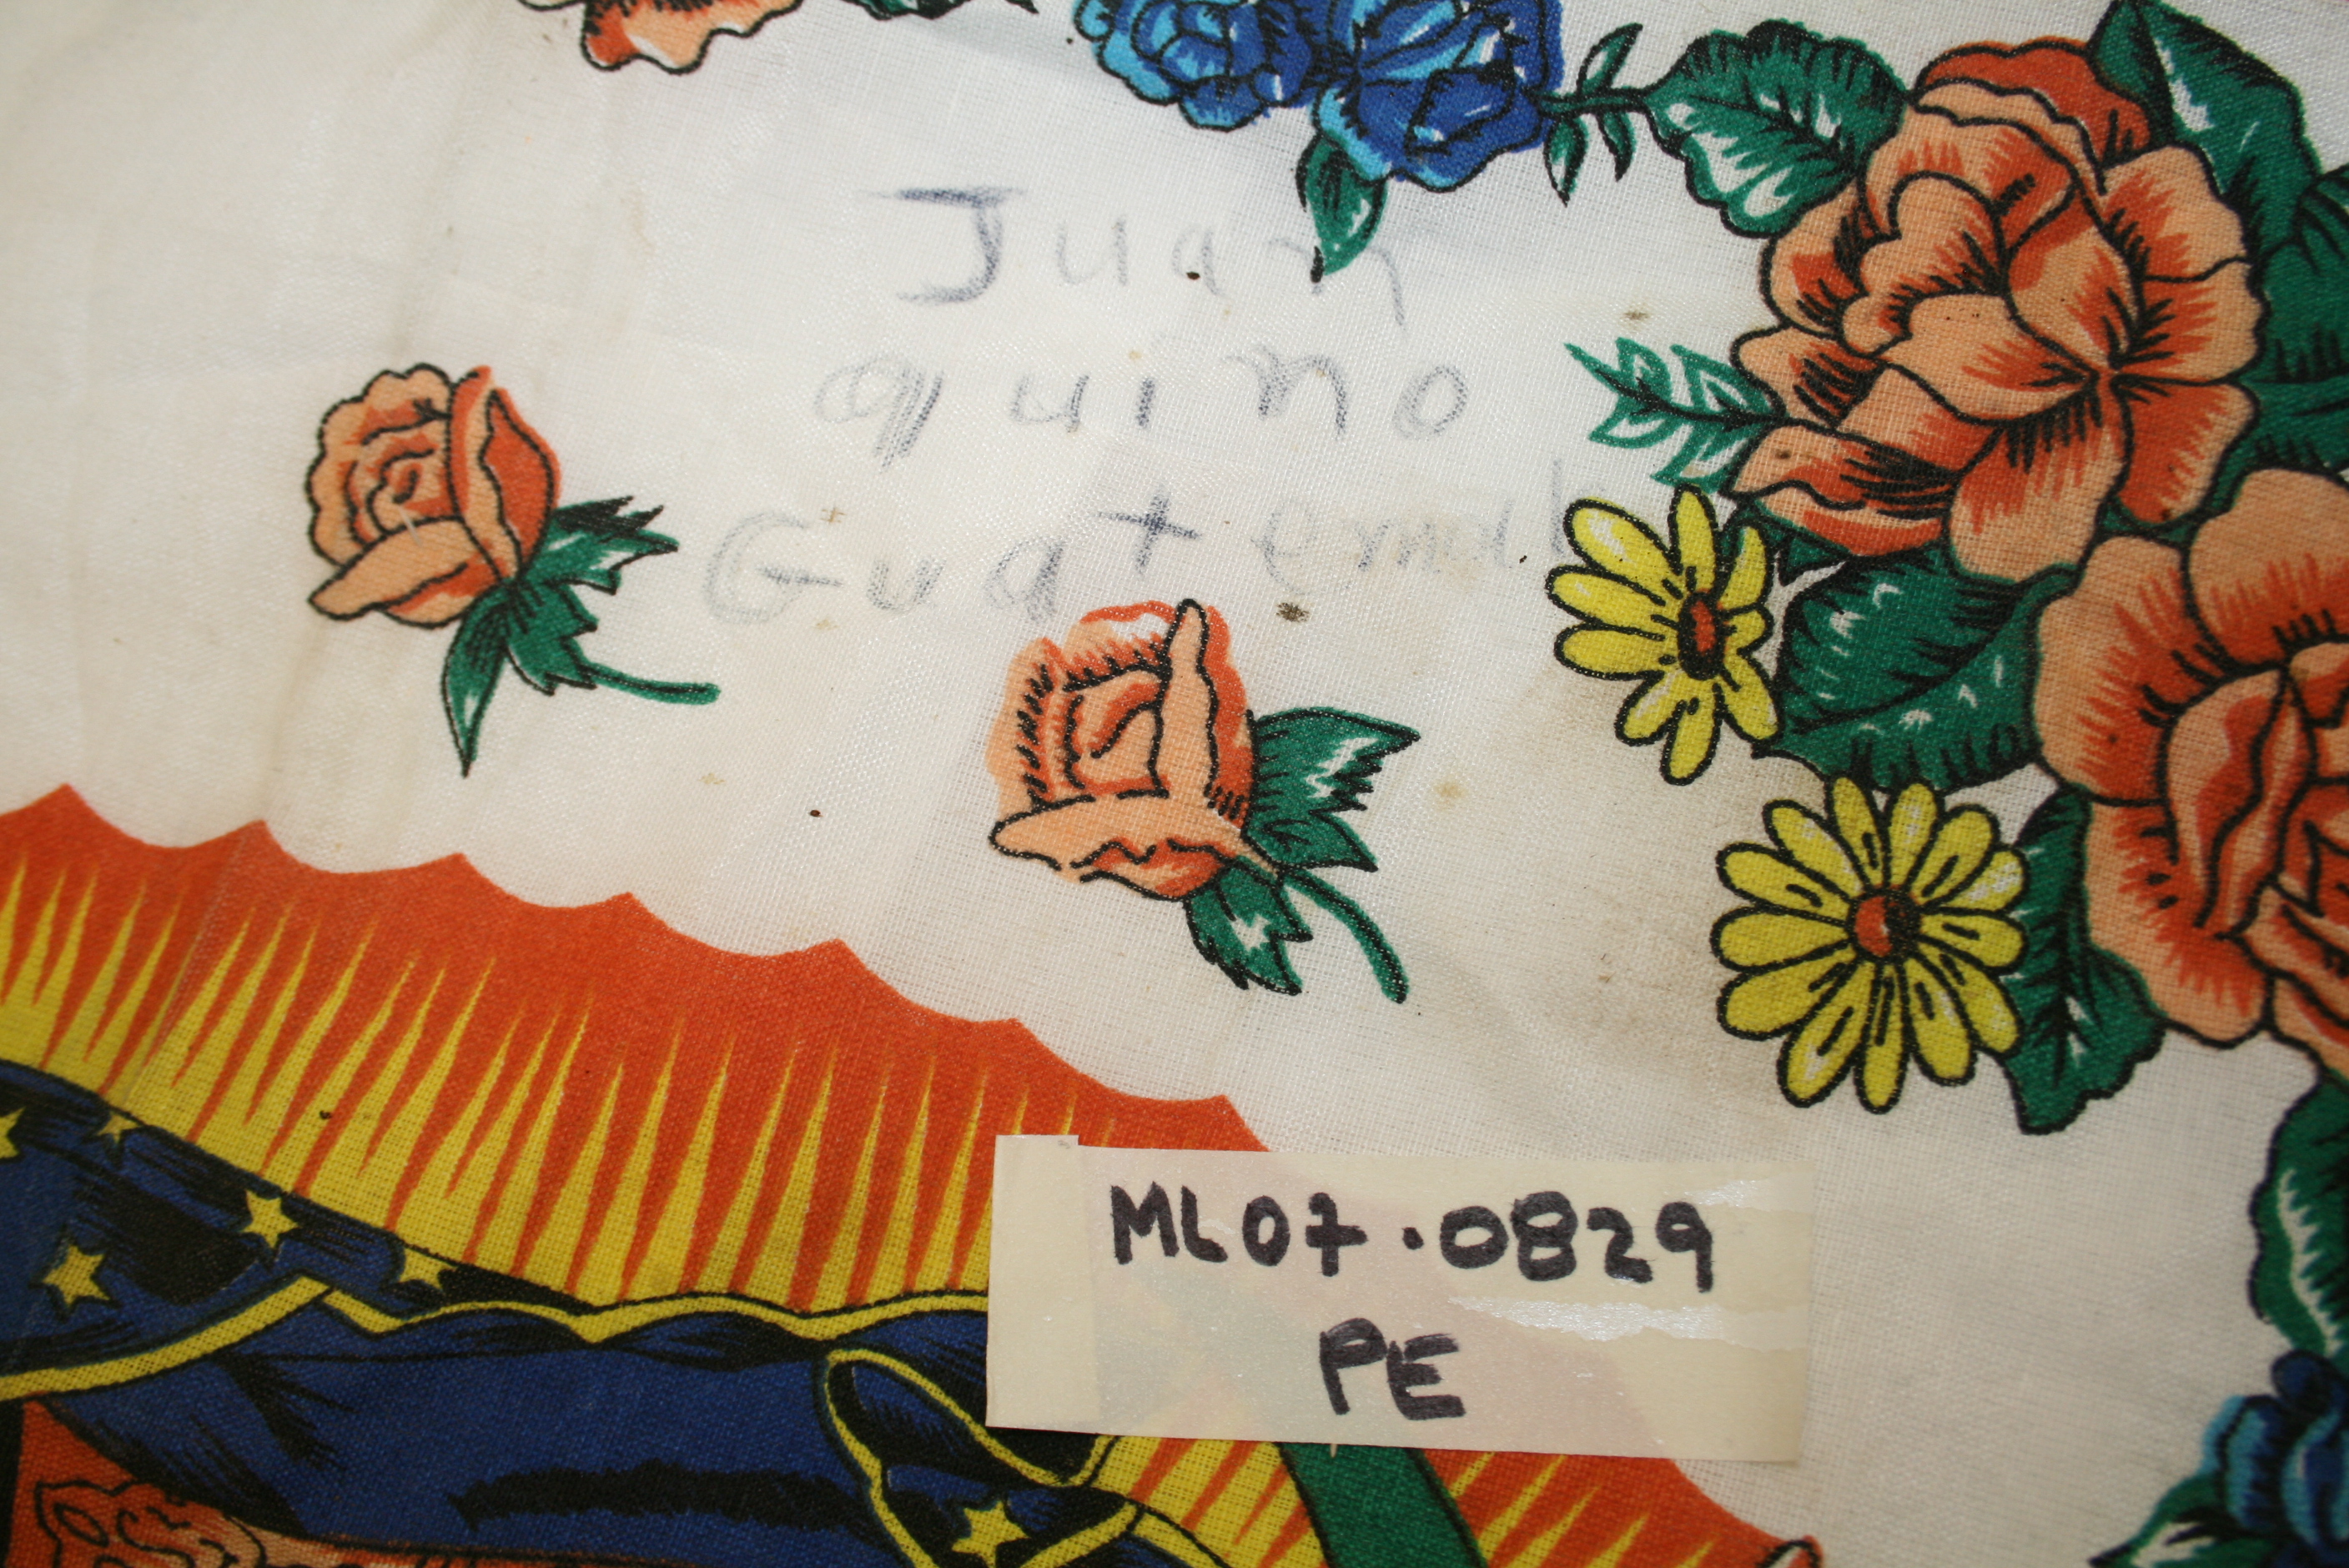 Juan
quino
Guatemal
ML07.0829
PE